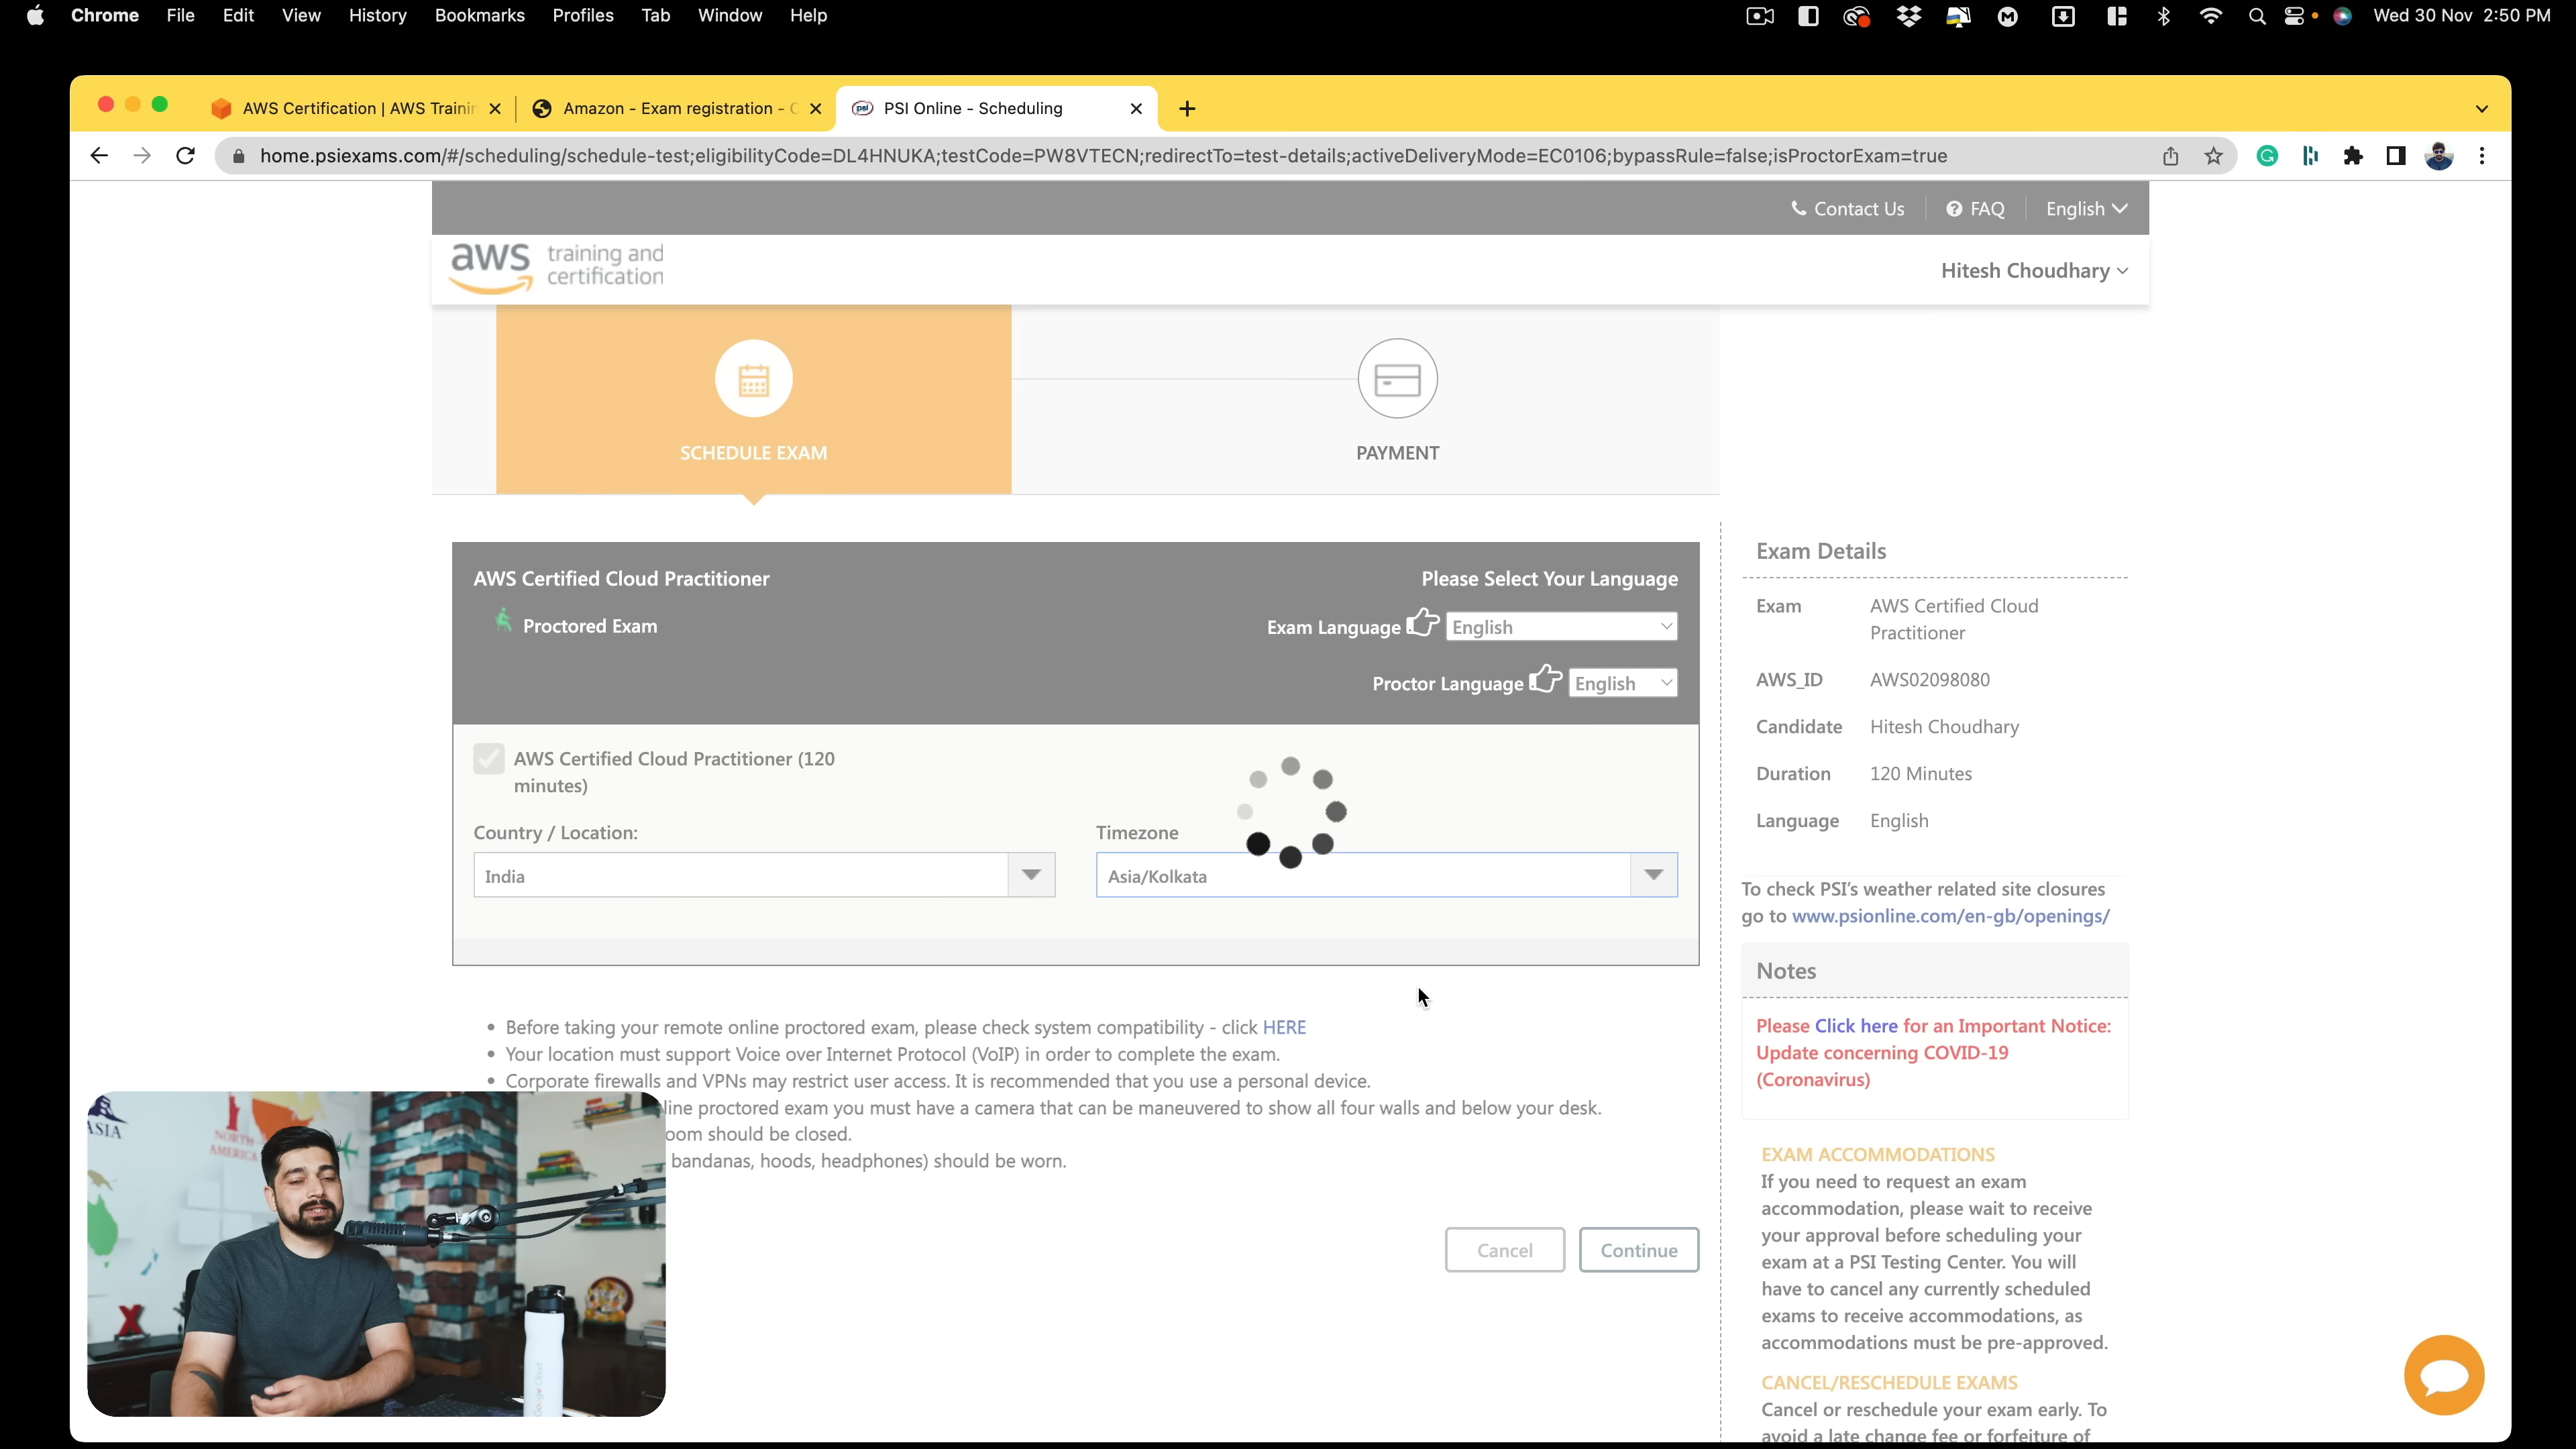 Chrome File Edit View History Bookmarks Profiles Tab Window Help
Wed 30 Nov 2:50 PM
AWS Certification | AWS Trainin
Amazon - Exam registration - C
PSI Online - Scheduling
home.psiexams.com/#/scheduling/schedule-test;eligibilityCode=DL4HNUKA;testCode=PW8VTECN;redirectTo=test-details;activeDeliveryMode=EC0106;bypassRule=false;isProctorExam=true
Contact Us
FAQ
English
aws training and
certification
Hitesh Choudhary
SCHEDULE EXAM
PAYMENT
AWS Certified Cloud Practitioner
Proctored Exam
Please Select Your Language
Exam Language English
Proctor Language English
AWS Certified Cloud Practitioner (120
minutes)
Country / Location:
India
Timezone
Asia/Kolkata
Before taking your remote online proctored exam, please check system compatibility - click HERE
Your location must support Voice over Internet Protocol (VoIP) in order to complete the exam.
Corporate firewalls and VPNs may restrict user access. It is recommended that you use a personal device.
line proctored exam you must have a camera that can be maneuvered to show all four walls and below your desk.
oom should be closed.
bandanas, hoods, headphones) should be worn.
Cancel
Continue
Exam Details
Exam AWS Certified Cloud
Practitioner
AWS_ID AWS02098080
Candidate Hitesh Choudhary
Duration 120 Minutes
Language English
To check PSI's weather related site closures
go to www.psionline.com/en-gb/openings/
Notes
Please Click here for an Important Notice:
Update concerning COVID-19
(Coronavirus)
EXAM ACCOMMODATIONS
If you need to request an exam
accommodation, please wait to receive
your approval before scheduling your
exam at a PSI Testing Center. You will
have to cancel any currently scheduled
exams to receive accommodations, as
accommodations must be pre-approved.
CANCEL/RESCHEDULE EXAMS
Cancel or reschedule your exam early. To
avoid a late change fee or forfeiture of
ASIA
NORTH
AMERICA
Google Cloud